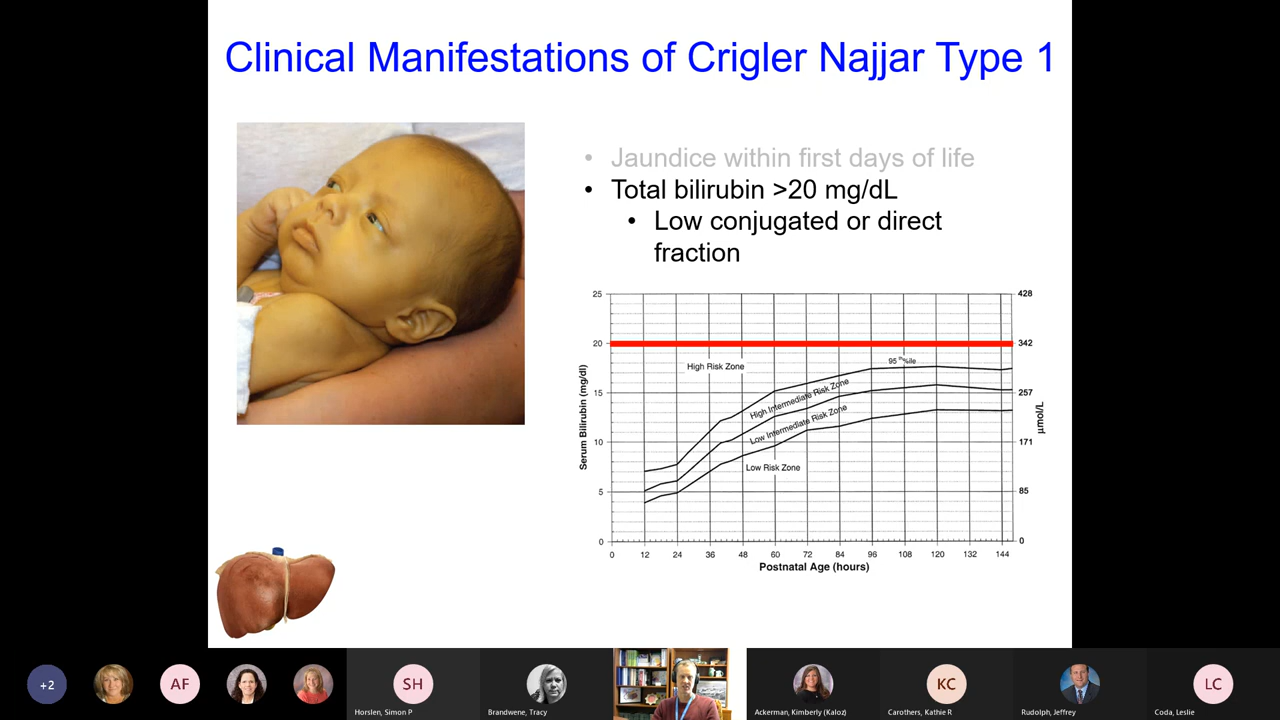 Clinical Manifestations of Crigler Najjar Type 1
• Jaundice within first days of life
• Total bilirubin >20 mg/dL
• Low conjugated or direct
fraction
25
20
15
10
5
0
Serum Bilirubin (mg/dl)
428
342
257
171
85
0
µmol/L
High Risk Zone
95 th%ile
High Intermediate Risk Zone
Low Intermediate Risk Zone
Low Risk Zone
0 12 24 36 48 60 72 84 96 108 120 132 144
Postnatal Age (hours)
+2
AF
SH
KC
LC
Horslen, Simon P
Brandwene, Tracy
Ackerman, Kimberly (Kaloz)
Carothers, Kathie R
Rudolph, Jeffrey
Coda, Leslie